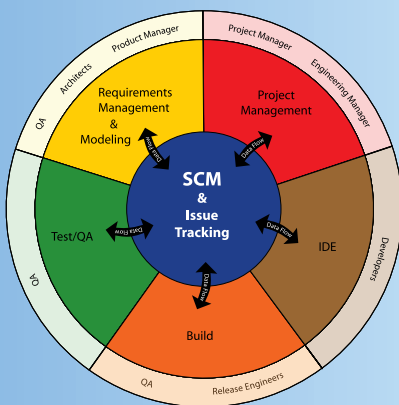 Product Manager
Architects
QA
Project Manager
Engineering Manager
Requirements
Management
&
Modeling
Project
Management
Data Flow
Data Flow
SCM
&
Issue
Tracking
Test/QA
Data Flow
Data Flow
IDE
Developers
QA
Data Flow
Build
QA
Release Engineers